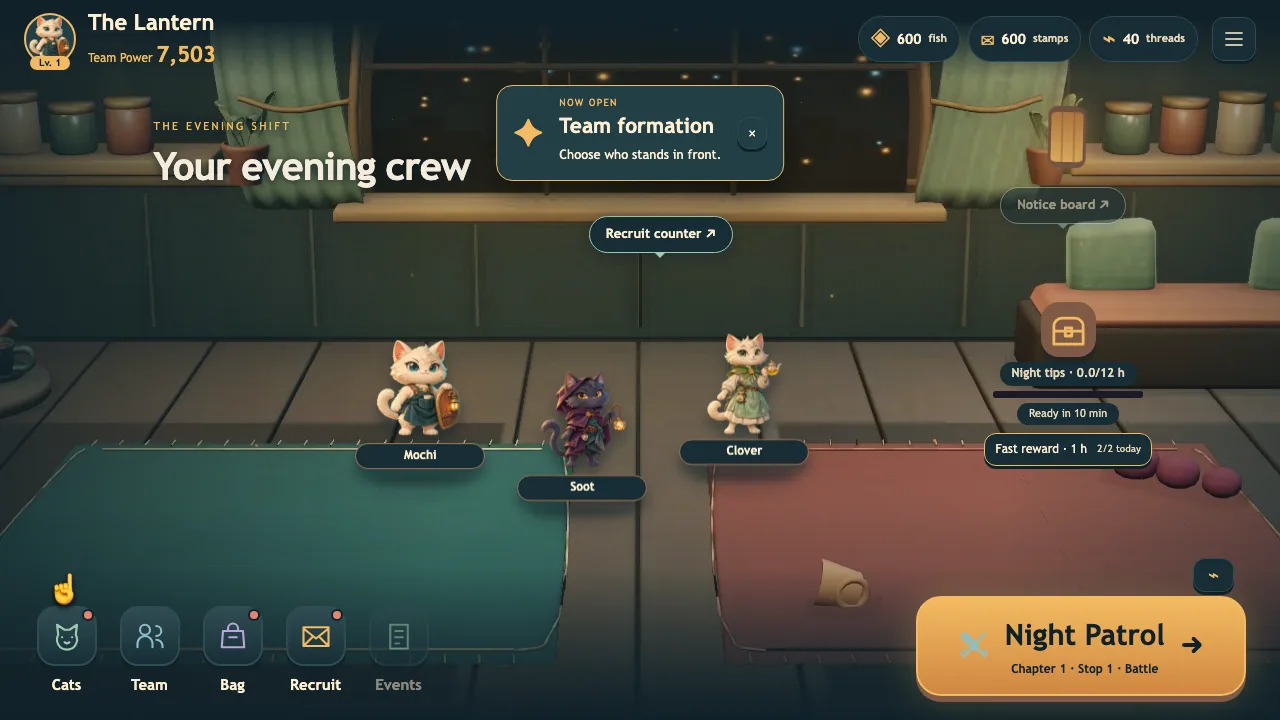 The Lantern
Team Power 7,503
Lv. 1
600 fish
600 stamps
40 threads
NOW OPEN
Team formation
Choose who stands in front.
×
THE EVENING SHIFT
Your evening crew
Notice board ↗
Recruit counter ↗
Night tips · 0.0/12 h
Ready in 10 min
Fast reward · 1 h 2/2 today
Mochi
Soot
Clover
Night Patrol →
Chapter 1 · Stop 1 · Battle
Cats
Team
Bag
Recruit
Events